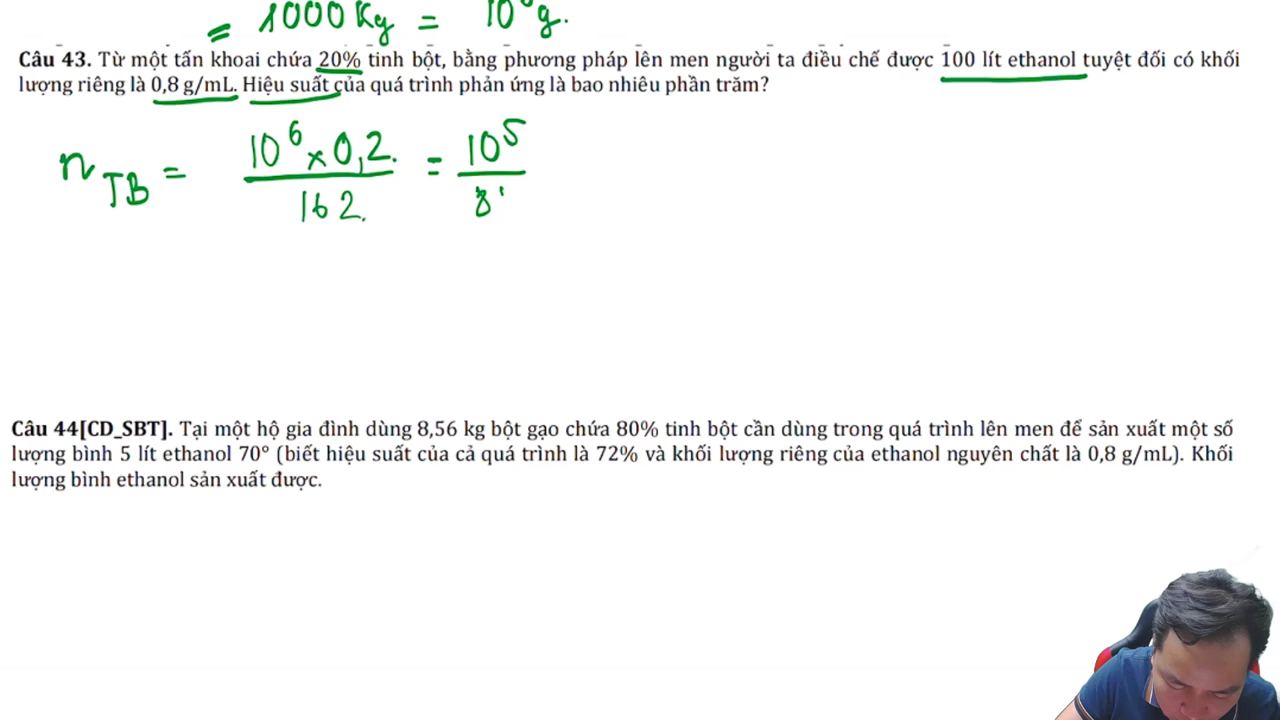 = 1000 Kg = 10⁶ g.
Câu 43. Từ một tấn khoai chứa 20% tinh bột, bằng phương pháp lên men người ta điều chế được 100 lít ethanol tuyệt đối có khối
lượng riêng là 0,8 g/mL. Hiệu suất của quá trình phản ứng là bao nhiêu phần trăm?
n TB = 10⁶ x 0,2. / 162. = 10⁵ / 81
Câu 44[CD_SBT]. Tại một hộ gia đình dùng 8,56 kg bột gạo chứa 80% tinh bột cần dùng trong quá trình lên men để sản xuất một số
lượng bình 5 lít ethanol 70° (biết hiệu suất của cả quá trình là 72% và khối lượng riêng của ethanol nguyên chất là 0,8 g/mL). Khối
lượng bình ethanol sản xuất được.